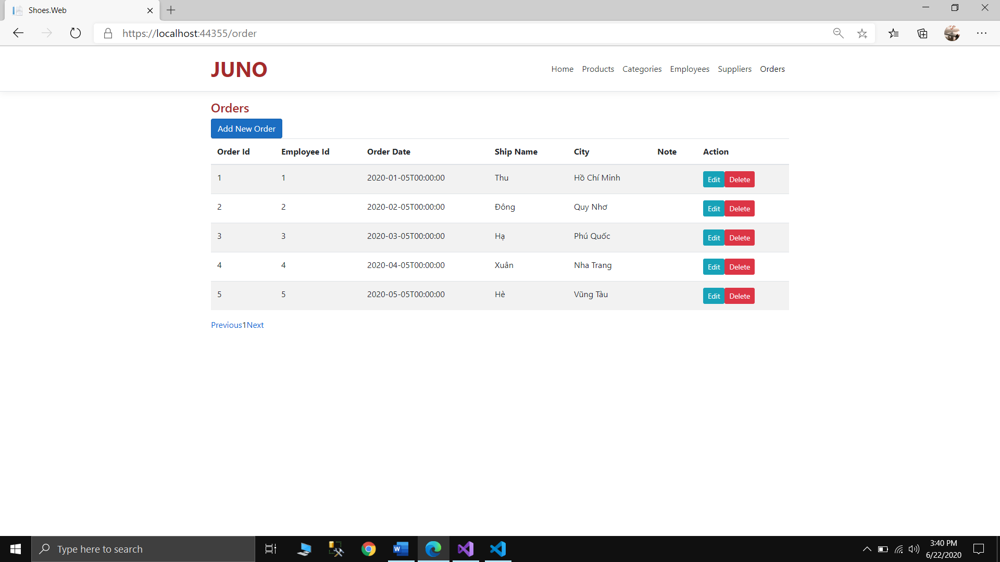 Shoes.Web
https://localhost:44355/order
JUNO
Home Products Categories Employees Suppliers Orders
Orders
Add New Order
Order Id Employee Id Order Date Ship Name City Note Action
1 1 2020-01-05T00:00:00 Thu Hồ Chí Minh Edit Delete
2 2 2020-02-05T00:00:00 Đông Quy Nhơ Edit Delete
3 3 2020-03-05T00:00:00 Hạ Phú Quốc Edit Delete
4 4 2020-04-05T00:00:00 Xuân Nha Trang Edit Delete
5 5 2020-05-05T00:00:00 Hè Vũng Tàu Edit Delete
Previous1Next
Type here to search
3:40 PM
6/22/2020